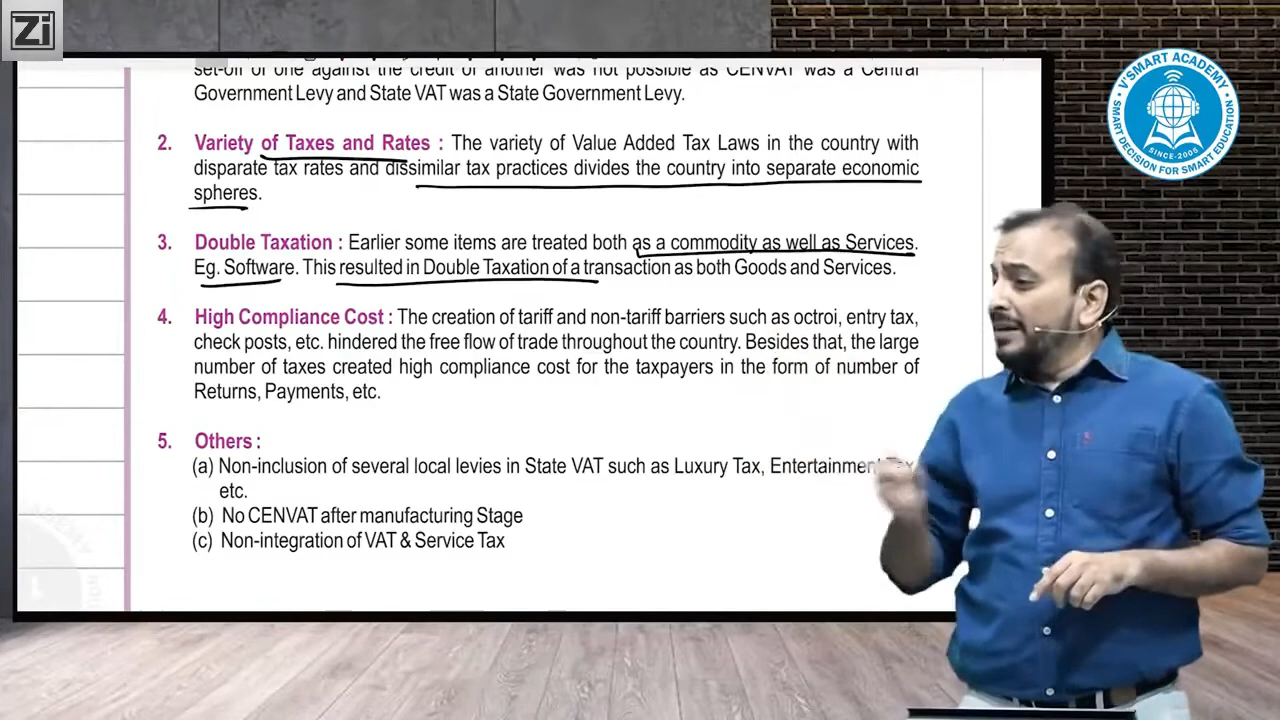 Zi
set-off of one against the credit of another was not possible as CENVAT was a Central
Government Levy and State VAT was a State Government Levy.
2. Variety of Taxes and Rates : The variety of Value Added Tax Laws in the country with
disparate tax rates and dissimilar tax practices divides the country into separate economic
spheres.
3. Double Taxation : Earlier some items are treated both as a commodity as well as Services.
Eg. Software. This resulted in Double Taxation of a transaction as both Goods and Services.
4. High Compliance Cost : The creation of tariff and non-tariff barriers such as octroi, entry tax,
check posts, etc. hindered the free flow of trade throughout the country. Besides that, the large
number of taxes created high compliance cost for the taxpayers in the form of number of
Returns, Payments, etc.
5. Others :
(a) Non-inclusion of several local levies in State VAT such as Luxury Tax, Entertainment Tax,
etc.
(b) No CENVAT after manufacturing Stage
(c) Non-integration of VAT & Service Tax
V'SMART ACADEMY
SINCE-2006
SMART DECISION FOR SMART EDUCATION